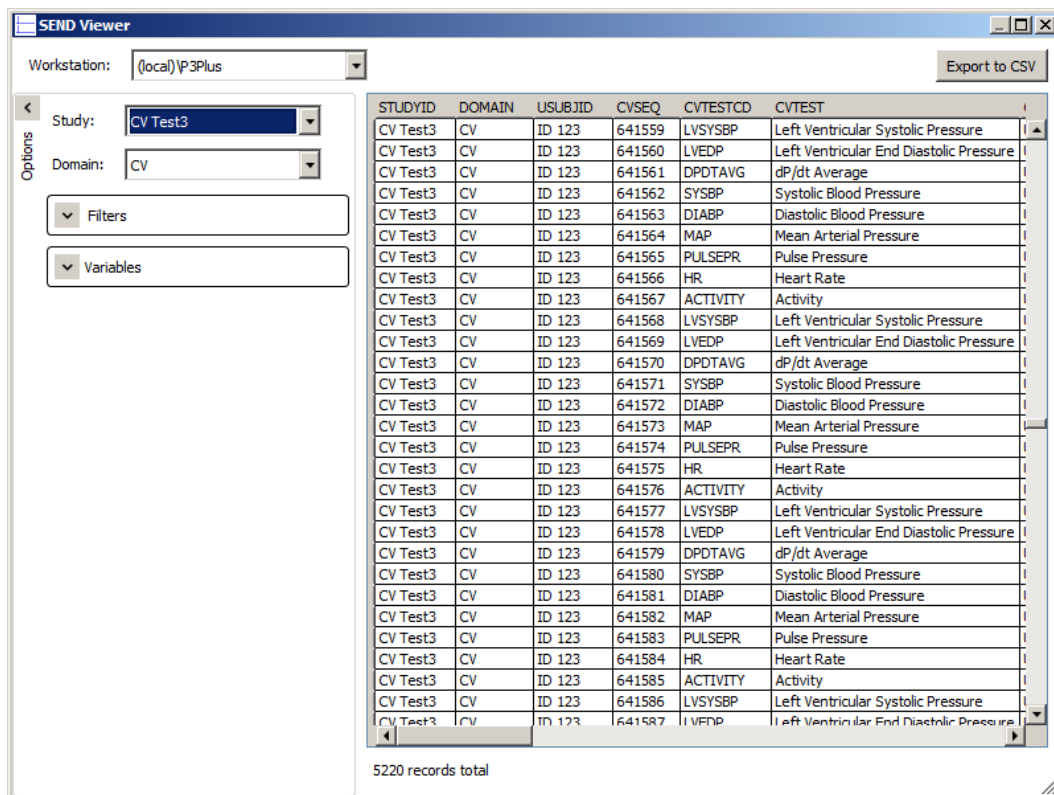 SEND Viewer
Workstation: (local)\P3Plus Export to CSV
Options
Study: CV Test3
Domain: CV
Filters
Variables
STUDYID DOMAIN USUBJID CVSEQ CVTESTCD CVTEST
CV Test3 CV ID 123 641559 LVSYSBP Left Ventricular Systolic Pressure
CV Test3 CV ID 123 641560 LVEDP Left Ventricular End Diastolic Pressure
CV Test3 CV ID 123 641561 DPDTAVG dP/dt Average
CV Test3 CV ID 123 641562 SYSBP Systolic Blood Pressure
CV Test3 CV ID 123 641563 DIABP Diastolic Blood Pressure
CV Test3 CV ID 123 641564 MAP Mean Arterial Pressure
CV Test3 CV ID 123 641565 PULSEPR Pulse Pressure
CV Test3 CV ID 123 641566 HR Heart Rate
CV Test3 CV ID 123 641567 ACTIVITY Activity
CV Test3 CV ID 123 641568 LVSYSBP Left Ventricular Systolic Pressure
CV Test3 CV ID 123 641569 LVEDP Left Ventricular End Diastolic Pressure
CV Test3 CV ID 123 641570 DPDTAVG dP/dt Average
CV Test3 CV ID 123 641571 SYSBP Systolic Blood Pressure
CV Test3 CV ID 123 641572 DIABP Diastolic Blood Pressure
CV Test3 CV ID 123 641573 MAP Mean Arterial Pressure
CV Test3 CV ID 123 641574 PULSEPR Pulse Pressure
CV Test3 CV ID 123 641575 HR Heart Rate
CV Test3 CV ID 123 641576 ACTIVITY Activity
CV Test3 CV ID 123 641577 LVSYSBP Left Ventricular Systolic Pressure
CV Test3 CV ID 123 641578 LVEDP Left Ventricular End Diastolic Pressure
CV Test3 CV ID 123 641579 DPDTAVG dP/dt Average
CV Test3 CV ID 123 641580 SYSBP Systolic Blood Pressure
CV Test3 CV ID 123 641581 DIABP Diastolic Blood Pressure
CV Test3 CV ID 123 641582 MAP Mean Arterial Pressure
CV Test3 CV ID 123 641583 PULSEPR Pulse Pressure
CV Test3 CV ID 123 641584 HR Heart Rate
CV Test3 CV ID 123 641585 ACTIVITY Activity
CV Test3 CV ID 123 641586 LVSYSBP Left Ventricular Systolic Pressure
CV Test3 CV ID 123 641587 LVEDP Left Ventricular End Diastolic Pressure
5220 records total